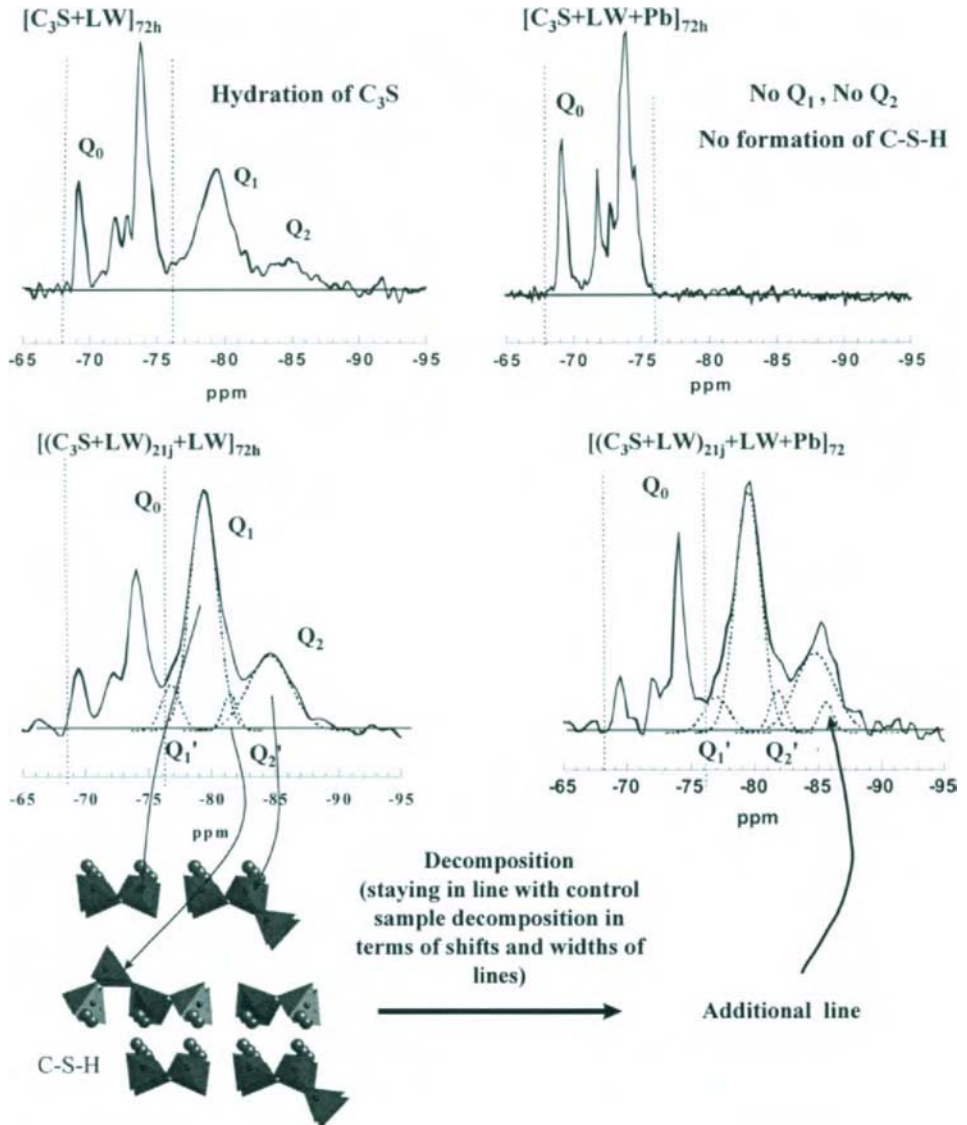 [C₃S+LW]₇₂ₕ
Hydration of C₃S
Q₀
Q₁
Q₂
-65 -70 -75 -80 -85 -90 -95
ppm
[C₃S+LW+Pb]₇₂ₕ
Q₀
No Q₁ , No Q₂
No formation of C-S-H
-65 -70 -75 -80 -85 -90 -95
ppm
[(C₃S+LW)₂₁ⱼ+LW]₇₂ₕ
Q₀
Q₁
Q₂
Q₁'
Q₂'
-65 -70 -75 -80 -85 -90 -95
ppm
[(C₃S+LW)₂₁ⱼ+LW+Pb]₇₂
Q₀
Q₁'
Q₂'
-65 -70 -75 -80 -85 -90 -95
ppm
Decomposition
(staying in line with control
sample decomposition in
terms of shifts and widths of
lines)
Additional line
C-S-H